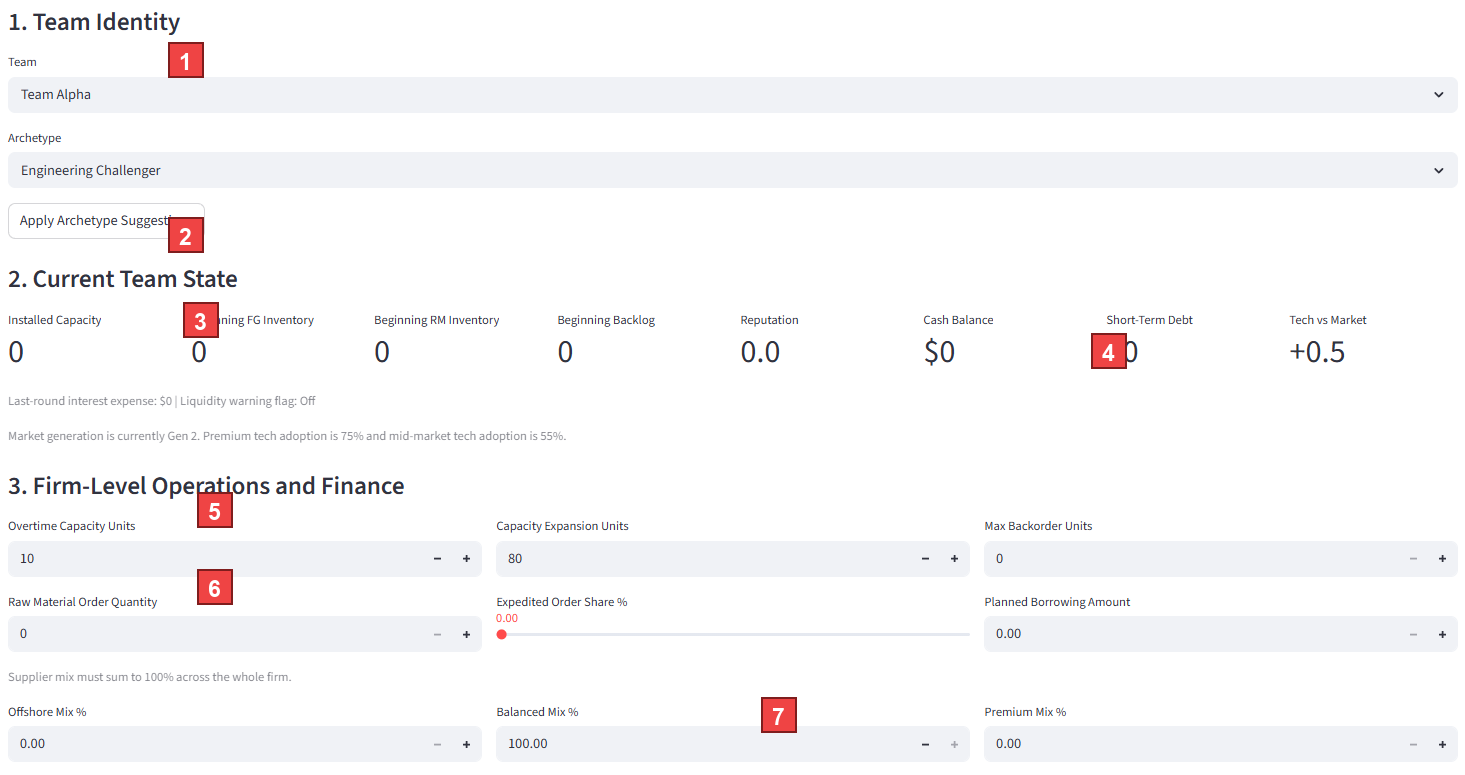 1. Team Identity
1
Team
Team Alpha
Archetype
Engineering Challenger
Apply Archetype
2
2. Current Team State
Installed Capacity
3
FG Inventory
Beginning RM Inventory
Beginning Backlog
Reputation
Cash Balance
Short-Term Debt
Tech vs Market
0
0
0
0
0.0
$0
4
0
+0.5
Last-round interest expense: $0 | Liquidity warning flag: Off
Market generation is currently Gen 2. Premium tech adoption is 75% and mid-market tech adoption is 55%.
3. Firm-Level Operations and Finance
5
Overtime Capacity Units
Capacity Expansion Units
Max Backorder Units
10
80
0
6
Raw Material Order Quantity
Expedited Order Share %
Planned Borrowing Amount
0.00
0
0.00
Supplier mix must sum to 100% across the whole firm.
Offshore Mix %
Balanced Mix %
7
Premium Mix %
0.00
100.00
0.00